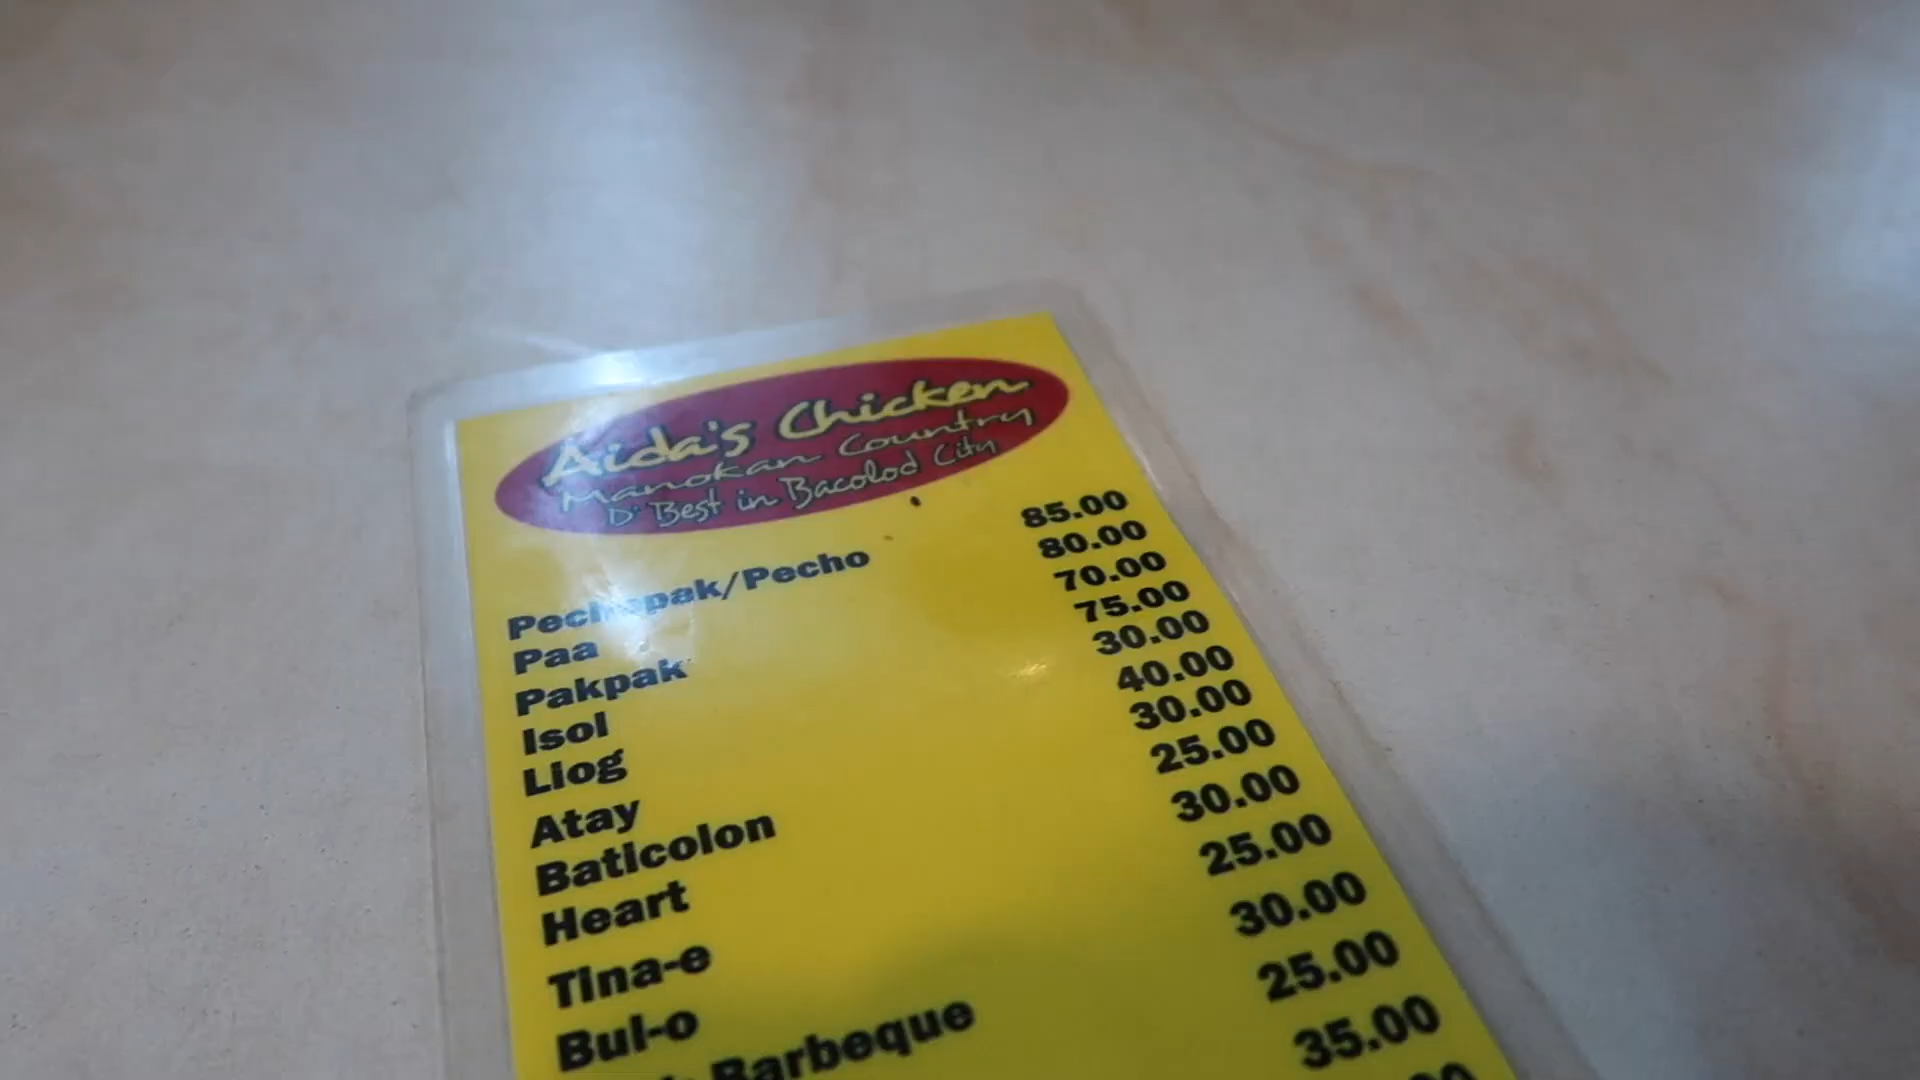 Aida's Chicken
Manokan Country
D' Best in Bacolod City
Pechopak/Pecho 85.00
Paa 80.00
Pakpak 70.00
Isol 75.00
Liog 30.00
Atay 40.00
Baticolon 30.00
Heart 25.00
Tina-e 30.00
Bul-o 25.00
Barbeque 30.00
25.00
35.00